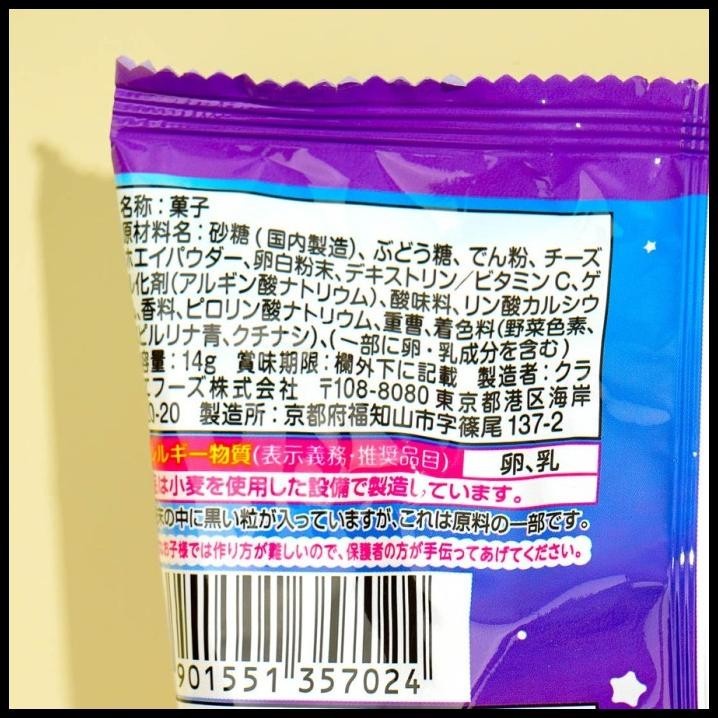 名称：菓子
原材料名：砂糖(国内製造)、ぶどう糖、でん粉、チーズ
ホエイパウダー、卵白粉末、デキストリン／ビタミンC、ゲ
ル化剤(アルギン酸ナトリウム)、酸味料、リン酸カルシウ
、香料、ピロリン酸ナトリウム、重曹、着色料(野菜色素、
ピルリナ青、クチナシ)、(一部に卵・乳成分を含む)
容量：14g 賞味期限：欄外下に記載 製造者：クラ
エフーズ株式会社 〒108-8080 東京都港区海岸
20-20 製造所：京都府福知山市字篠尾137-2
レルギー物質(表示義務・推奨品目) 卵、乳
は小麦を使用した設備で製造しています。
末の中に黒い粒が入っていますが、これは原料の一部です。
お子様では作り方が難しいので、保護者の方が手伝ってあげてください。
901551 357024